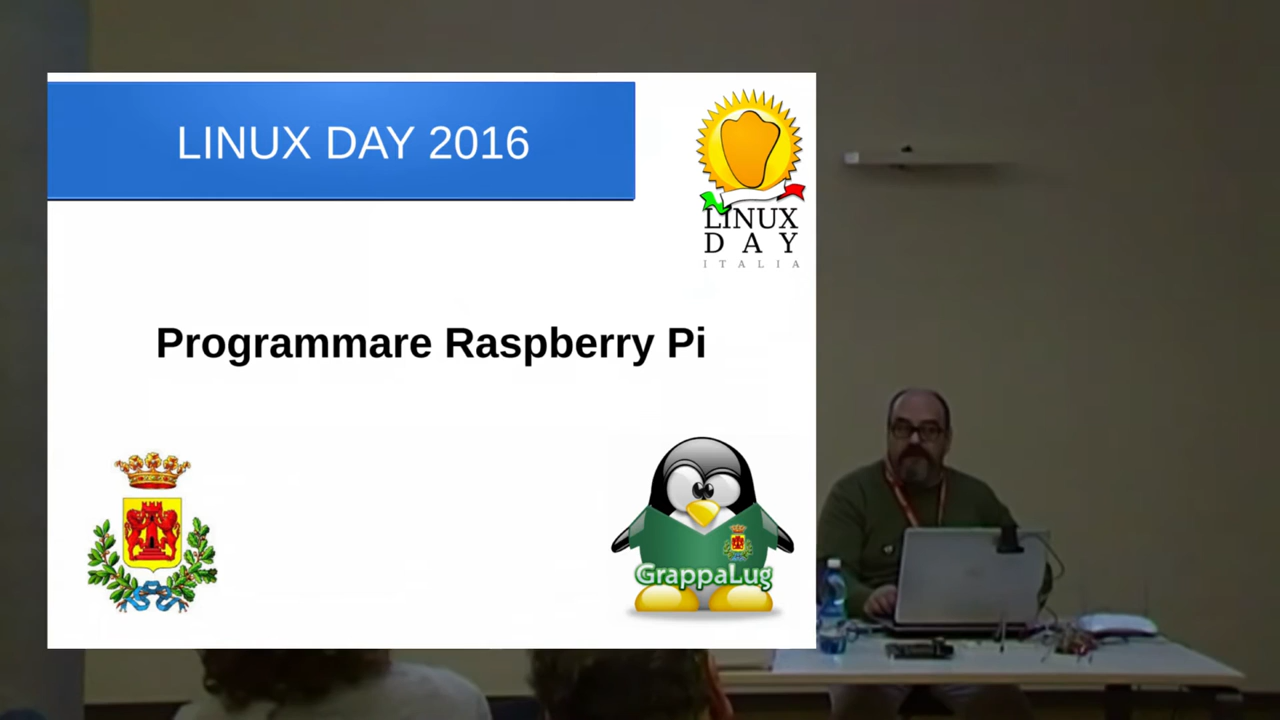 LINUX DAY 2016
LINUX
DAY
ITALIA
Programmare Raspberry Pi
GrappaLug